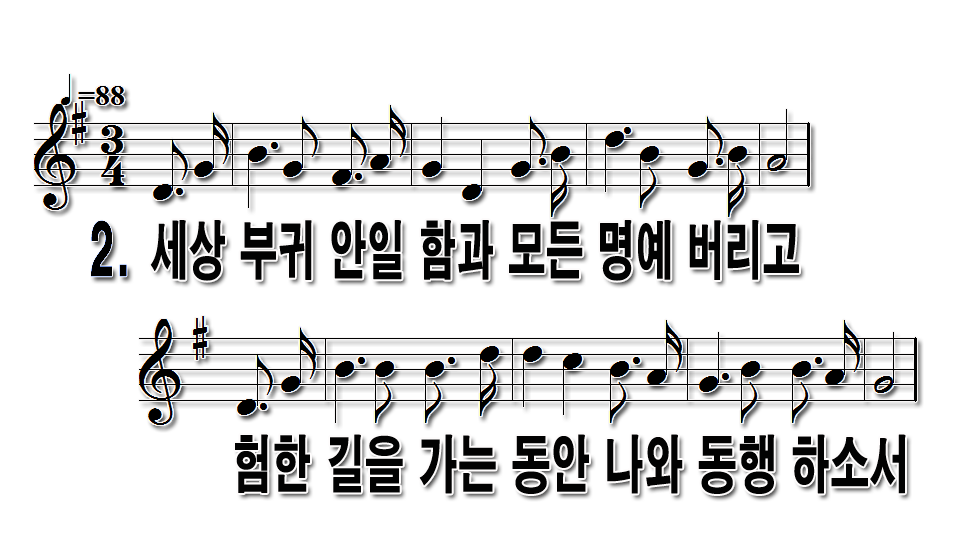 =88
3
4
2. 세상 부귀 안일 함과 모든 명예 버리고
험한 길을 가는 동안 나와 동행 하소서